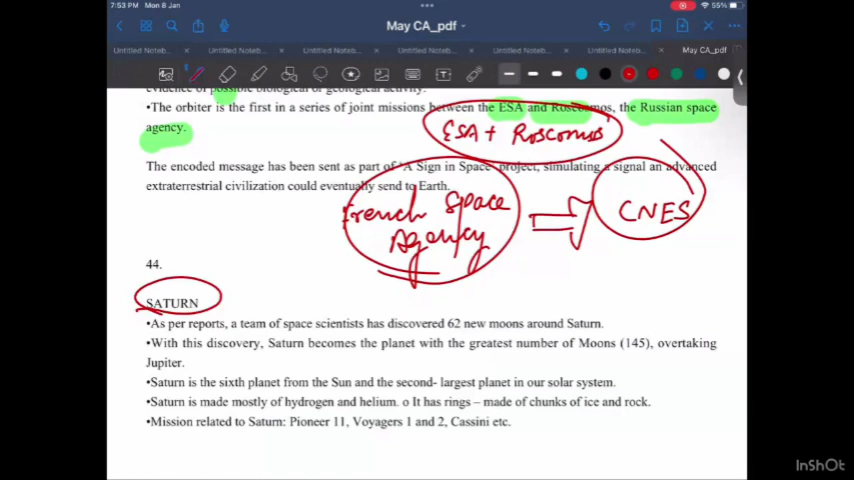 7:53 PM Mon 8 Jan
55%
May CA_pdf
Untitled Noteb... Untitled Noteb... Untitled Noteb... Untitled Noteb... Untitled Noteb... Untitled Noteb... May CA_pdf
evidence of possible biological or geological activity.
•The orbiter is the first in a series of joint missions between the ESA and Roscosmos, the Russian space
agency.
ESA + Roscomos
The encoded message has been sent as part of 'A Sign in Space' project, simulating a signal an advanced
extraterrestrial civilization could eventually send to Earth.
French Space
Agency
CNES
44.
SATURN
•As per reports, a team of space scientists has discovered 62 new moons around Saturn.
•With this discovery, Saturn becomes the planet with the greatest number of Moons (145), overtaking
Jupiter.
•Saturn is the sixth planet from the Sun and the second- largest planet in our solar system.
•Saturn is made mostly of hydrogen and helium. o It has rings – made of chunks of ice and rock.
•Mission related to Saturn: Pioneer 11, Voyagers 1 and 2, Cassini etc.
InShOt